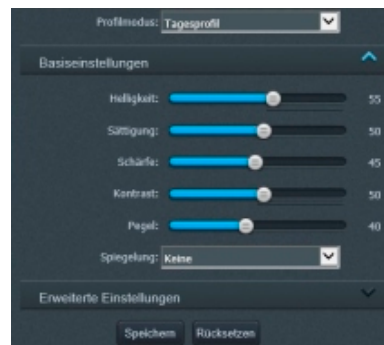 Profilmodus: Tagesprofil
Basiseinstellungen
Helligkeit: 55
Sättigung: 50
Schärfe: 45
Kontrast: 50
Pegel: 40
Spiegelung: Keine
Erweiterte Einstellungen
Speichern Rücksetzen